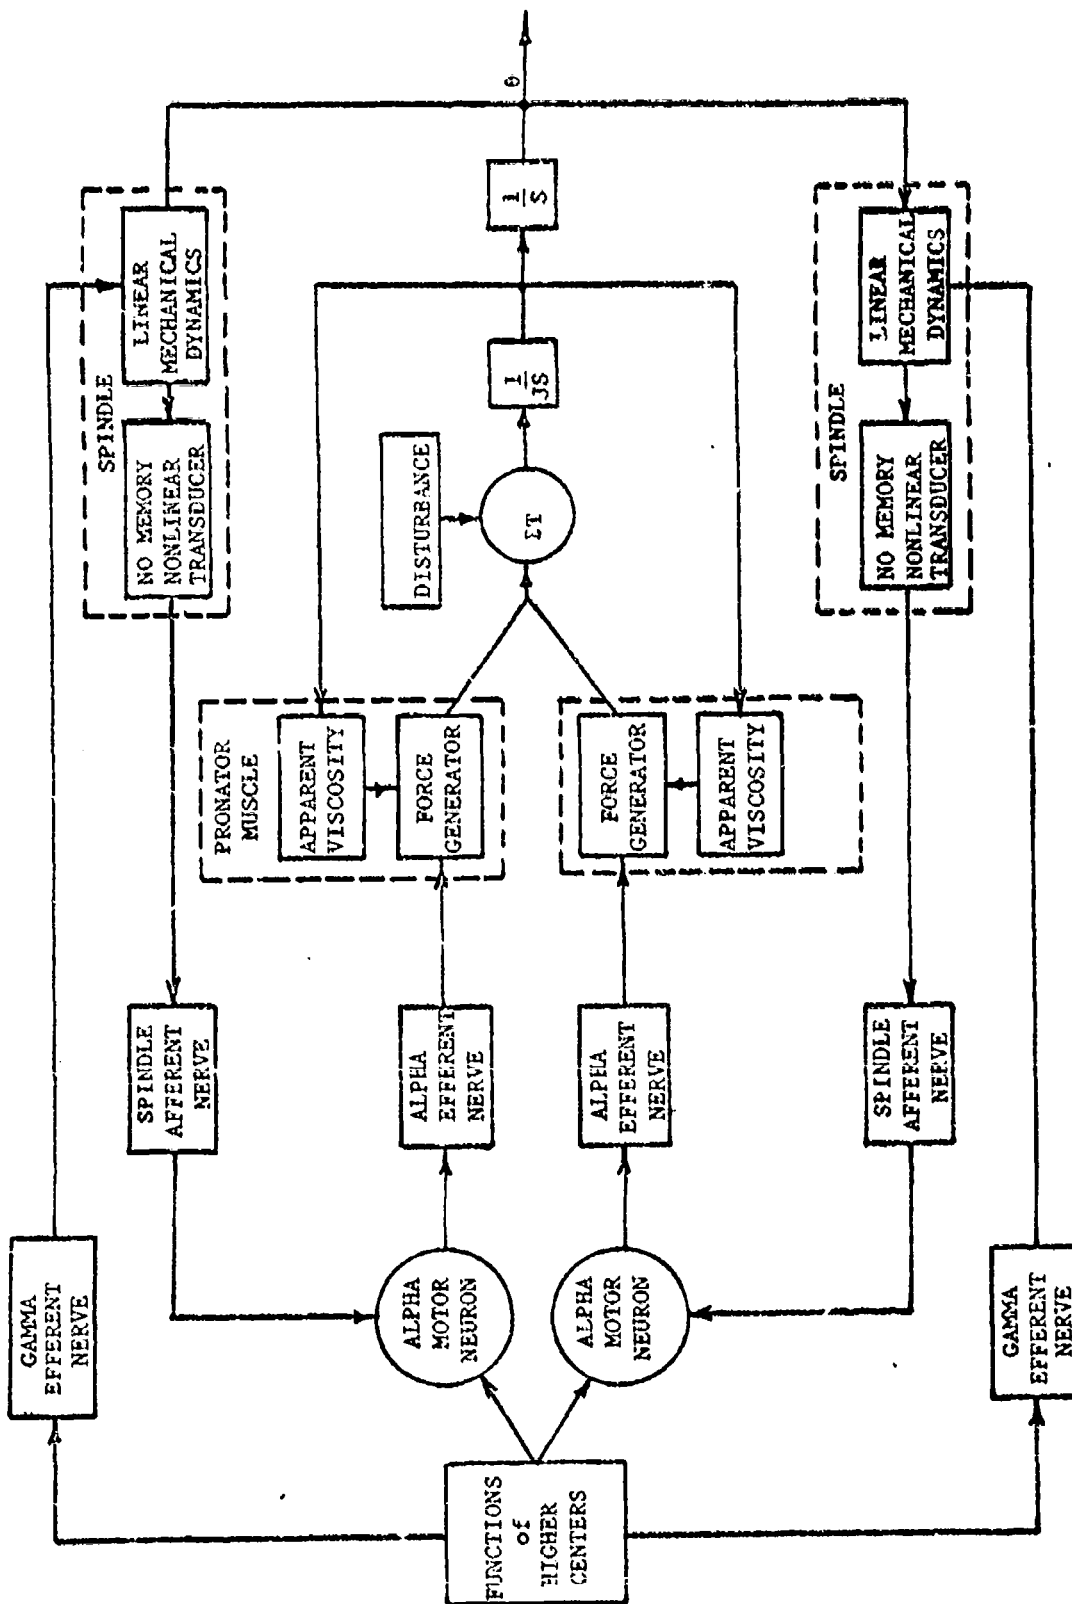 FUNCTIONS
of
HIGHER
CENTERS
GAMMA
EFFERENT
NERVE
ALPHA
MOTOR
NEURON
ALPHA
MOTOR
NEURON
GAMMA
EFFERENT
NERVE
SPINDLE
AFFERENT
NERVE
ALPHA
EFFERENT
NERVE
ALPHA
EFFERENT
NERVE
SPINDLE
AFFERENT
NERVE
PRONATOR
MUSCLE
APPARENT
VISCOSITY
FORCE
GENERATOR
FORCE
GENERATOR
APPARENT
VISCOSITY
SPINDLE
NO MEMORY
NONLINEAR
TRANSDUCER
LINEAR
MECHANICAL
DYNAMICS
DISTURBANCE
ΣT
1
JS
1
S
θ
SPINDLE
NO MEMORY
NONLINEAR
TRANSDUCER
LINEAR
MECHANICAL
DYNAMICS